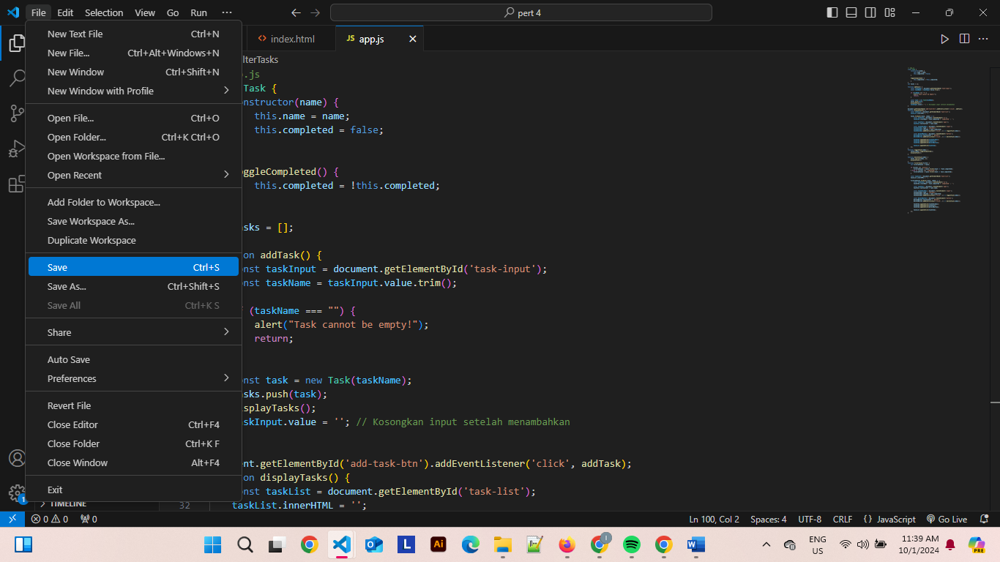 File Edit Selection View Go Run ···
pert 4
New Text File Ctrl+N
New File... Ctrl+Alt+Windows+N
New Window Ctrl+Shift+N
New Window with Profile
Open File... Ctrl+O
Open Folder... Ctrl+K Ctrl+O
Open Workspace from File...
Open Recent
Add Folder to Workspace...
Save Workspace As...
Duplicate Workspace
Save Ctrl+S
Save As... Ctrl+Shift+S
Save All Ctrl+K S
Share
Auto Save
Preferences
Revert File
Close Editor Ctrl+F4
Close Folder Ctrl+K F
Close Window Alt+F4
Exit
TIMELINE
<> index.html
JS app.js
lterTasks
.js
Task {
nstructor(name) {
this.name = name;
this.completed = false;
ggleCompleted() {
this.completed = !this.completed;
sks = [];
on addTask() {
nst taskInput = document.getElementById('task-input');
nst taskName = taskInput.value.trim();
(taskName === "") {
alert("Task cannot be empty!");
return;
nst task = new Task(taskName);
sks.push(task);
splayTasks();
skInput.value = ''; // Kosongkan input setelah menambahkan
nt.getElementById('add-task-btn').addEventListener('click', addTask);
on displayTasks() {
nst taskList = document.getElementById('task-list');
32 taskList.innerHTML = '';
0 0 0
Ln 100, Col 2 Spaces: 4 UTF-8 CRLF {} JavaScript Go Live
1
L Ai
ENG
US
11:39 AM
10/1/2024
PRE